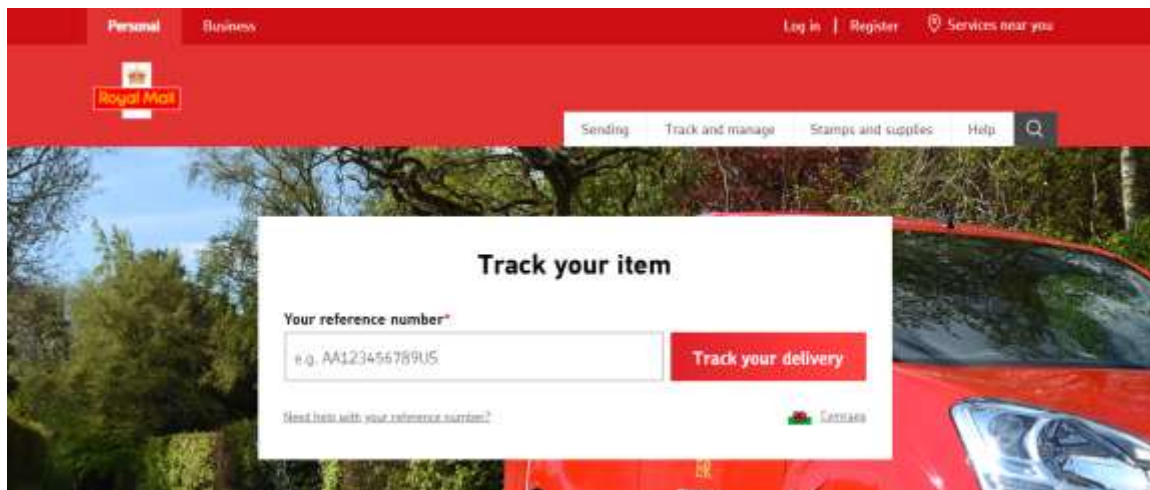 Personal Business Log in | Register Services near you
Royal Mail
Sending Track and manage Stamps and supplies Help
Track your item
Your reference number*
e.g. AA123456789US Track your delivery
Need help with your reference number? Cymraeg